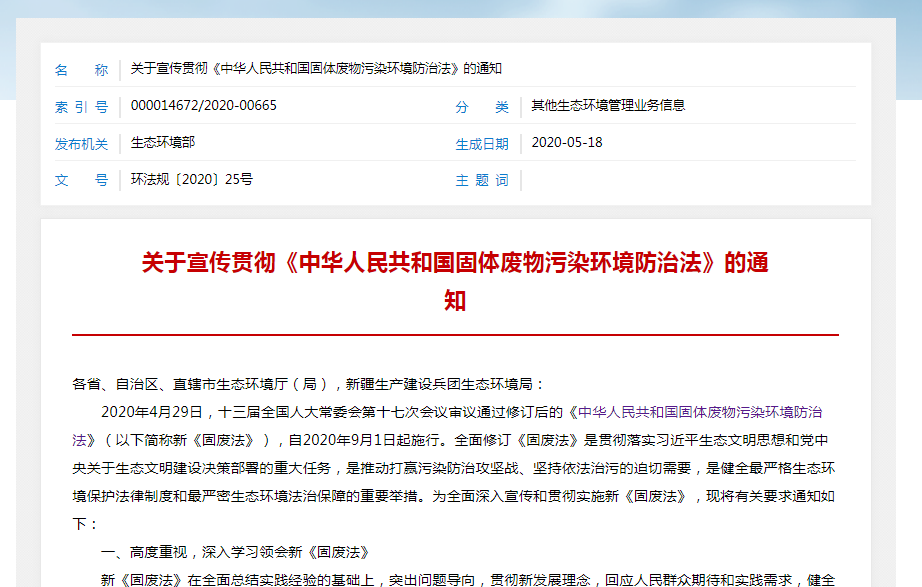 名 称 关于宣传贯彻《中华人民共和国固体废物污染环境防治法》的通知
索 引 号 000014672/2020-00665 分 类 其他生态环境管理业务信息
发布机关 生态环境部 生成日期 2020-05-18
文 号 环法规〔2020〕25号 主 题 词
关于宣传贯彻《中华人民共和国固体废物污染环境防治法》的通
知
各省、自治区、直辖市生态环境厅（局），新疆生产建设兵团生态环境局：
2020年4月29日，十三届全国人大常委会第十七次会议审议通过修订后的《中华人民共和国固体废物污染环境防治
法》（以下简称新《固废法》），自2020年9月1日起施行。全面修订《固废法》是贯彻落实习近平生态文明思想和党中
央关于生态文明建设决策部署的重大任务，是推动打赢污染防治攻坚战、坚持依法治污的迫切需要，是健全最严格生态环
境保护法律制度和最严密生态环境法治保障的重要举措。为全面深入宣传和贯彻实施新《固废法》，现将有关要求通知如
下：
一、高度重视，深入学习领会新《固废法》
新《固废法》在全面总结实践经验的基础上，突出问题导向，贯彻新发展理念，回应人民群众期待和实践需求，健全